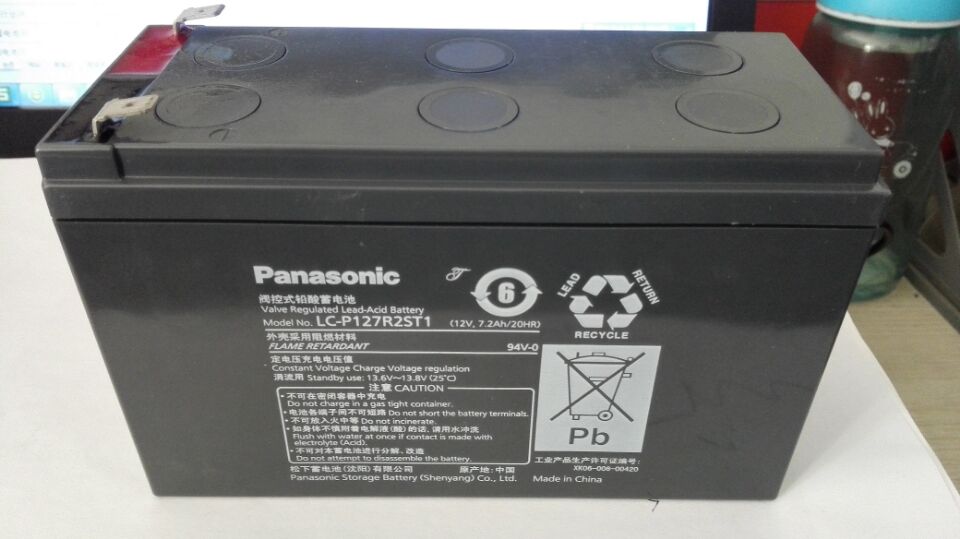 Panasonic
阀控式铅酸蓄电池
Valve Regulated Lead-Acid Battery
Model No. LC-P127R2ST1 (12V, 7.2Ah/20HR)
6
LEAD RETURN
RECYCLE
外壳采用阻燃材料
FLAME RETARDANT 94V-0
定电压充电电压值
Constant Voltage Charge Voltage regulation
涓流用 Standby use: 13.6V~13.8V (25℃)
注意 CAUTION
•不可在密闭容器中充电
Do not charge in a gas tight container.
•电池各端子间不可短路 Do not short the battery terminals.
•不可放入火中等 Do not incinerate.
•如身体不慎附着电解液(酸)的话, 请用水冲洗
Flush with water at once if contact is made with
electrolyte (Acid).
•不可对本蓄电池进行分解、改造
Do not attempt to disassemble the battery.
Pb
工业产品生产许可证编号:
XK06-006-00420
松下蓄电池(沈阳)有限公司 原产地: 中国
Panasonic Storage Battery (Shenyang) Co., Ltd. Made in China